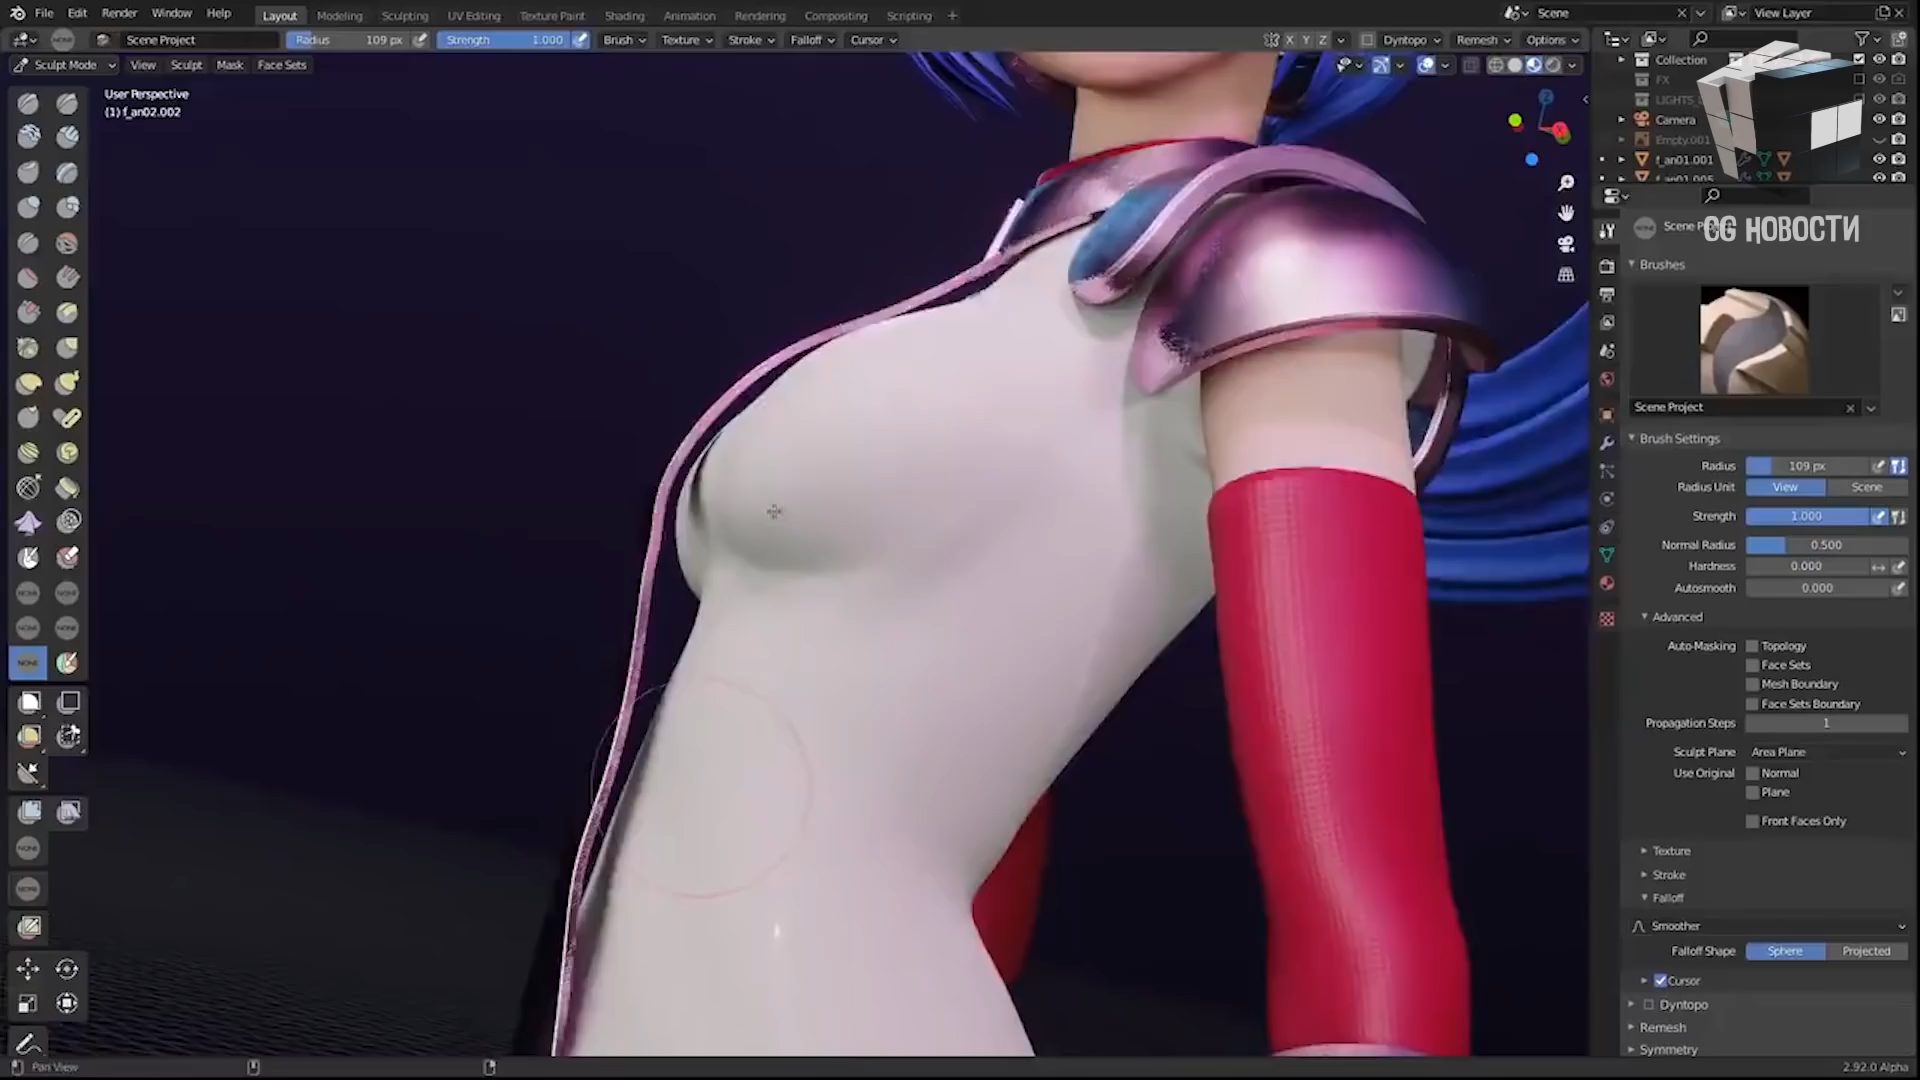 File Edit Render Window Help Layout Modeling Sculpting UV Editing Texture Paint Shading Animation Rendering Compositing Scripting + Scene View Layer
Scene Project Radius 109 px Strength 1.000 Brush Texture Stroke Falloff Cursor X Y Z Dyntopo Remesh Options
Sculpt Mode View Sculpt Mask Face Sets
User Perspective
(1) f_an02.002
Collection
FX
LIGHTS_
Camera
Empty.001
f_an01.001
f_an01.005
CG НОВОСТИ
Brushes
Scene Project
Brush Settings
Radius 109 px
Radius Unit View Scene
Strength 1.000
Normal Radius 0.500
Hardness 0.000
Autosmooth 0.000
Advanced
Auto-Masking Topology
Face Sets
Mesh Boundary
Face Sets Boundary
Propagation Steps 1
Sculpt Plane Area Plane
Use Original Normal
Plane
Front Faces Only
Texture
Stroke
Falloff
Smoother
Falloff Shape Sphere Projected
Cursor
Dyntopo
Remesh
Symmetry
Pan View
2.92.0 Alpha